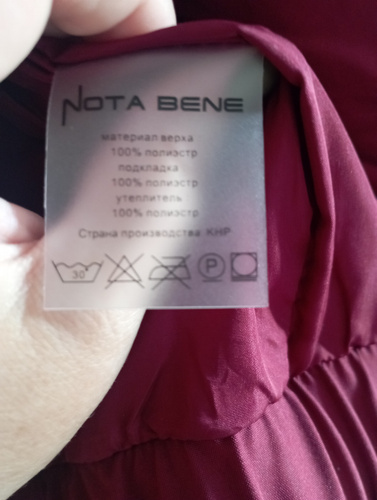 NOTA BENE
материал верха
100% полиэстр
подкладка
100% полиэстр
утеплитель
100% полиэстр
Страна производства КНР
30 P